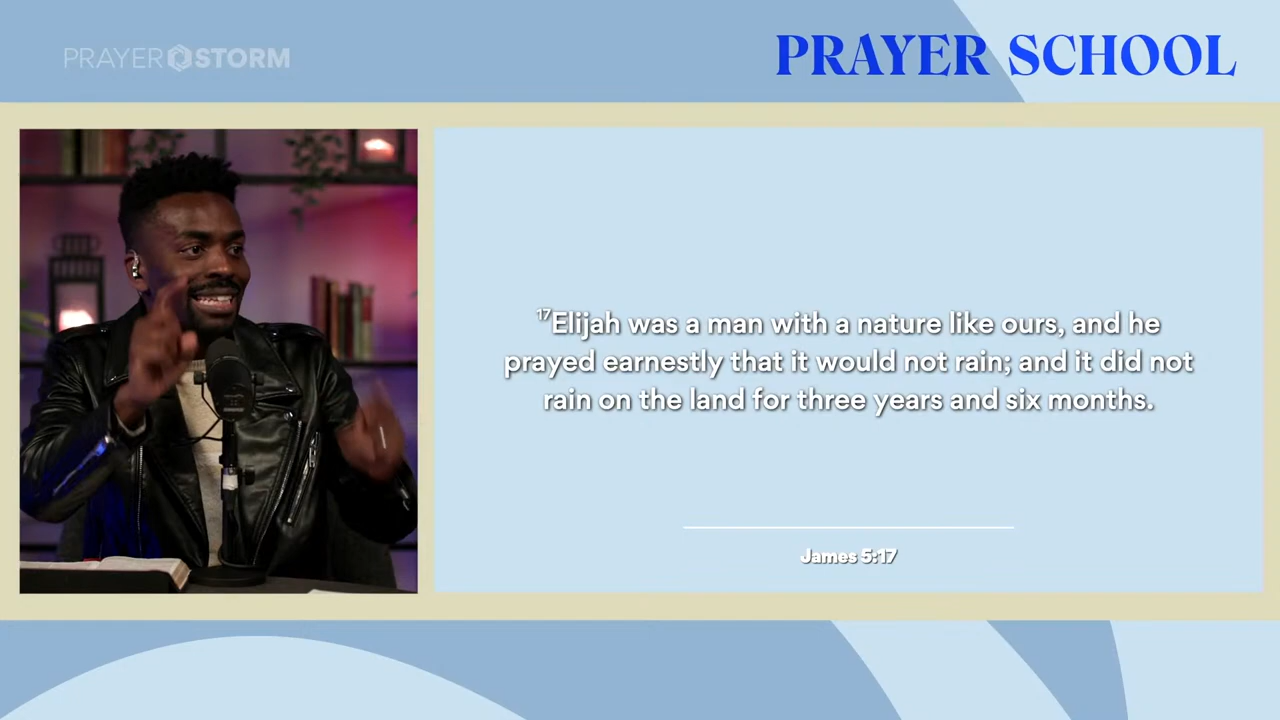 PRAYER STORM
PRAYER SCHOOL
17Elijah was a man with a nature like ours, and he
prayed earnestly that it would not rain; and it did not
rain on the land for three years and six months.
James 5:17